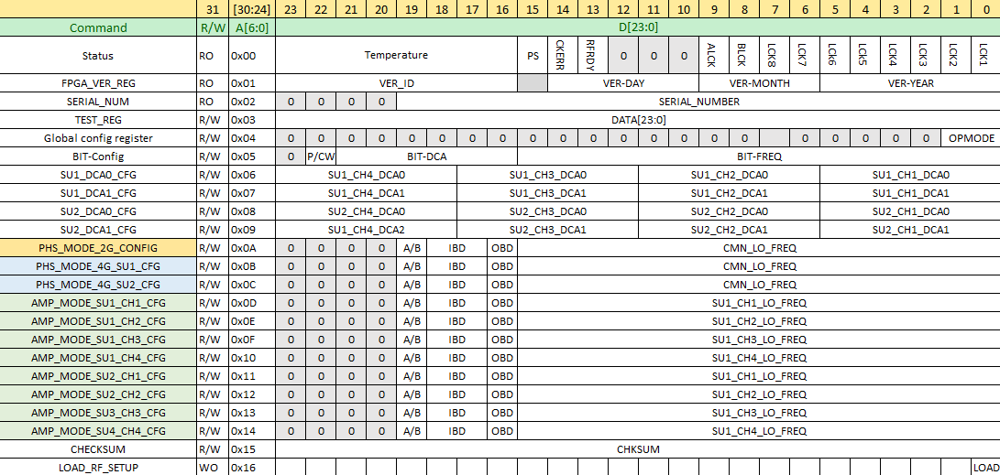 31 [30:24] 23 22 21 20 19 18 17 16 15 14 13 12 11 10 9 8 7 6 5 4 3 2 1 0
Command R/W A[6:0] D[23:0]
Status RO 0x00 Temperature PS CKERR RFRDY 0 0 0 ALCK BLCK LCK8 LCK7 LCK6 LCK5 LCK4 LCK3 LCK2 LCK1
FPGA_VER_REG RO 0x01 VER_ID VER-DAY VER-MONTH VER-YEAR
SERIAL_NUM RO 0x02 0 0 0 0 SERIAL_NUMBER
TEST_REG R/W 0x03 DATA[23:0]
Global config register R/W 0x04 0 0 0 0 0 0 0 0 0 0 0 0 0 0 0 0 0 0 0 0 0 OPMODE
BIT-Config R/W 0x05 0 P/CW BIT-DCA BIT-FREQ
SU1_DCA0_CFG R/W 0x06 SU1_CH4_DCA0 SU1_CH3_DCA0 SU1_CH2_DCA0 SU1_CH1_DCA0
SU1_DCA1_CFG R/W 0x07 SU1_CH4_DCA1 SU1_CH3_DCA1 SU1_CH2_DCA1 SU1_CH1_DCA1
SU2_DCA0_CFG R/W 0x08 SU2_CH4_DCA0 SU2_CH3_DCA0 SU2_CH2_DCA0 SU2_CH1_DCA0
SU2_DCA1_CFG R/W 0x09 SU1_CH4_DCA2 SU2_CH3_DCA1 SU2_CH2_DCA1 SU2_CH1_DCA1
PHS_MODE_2G_CONFIG R/W 0x0A 0 0 0 0 A/B IBD OBD CMN_LO_FREQ
PHS_MODE_4G_SU1_CFG R/W 0x0B 0 0 0 0 A/B IBD OBD CMN_LO_FREQ
PHS_MODE_4G_SU2_CFG R/W 0x0C 0 0 0 0 A/B IBD OBD CMN_LO_FREQ
AMP_MODE_SU1_CH1_CFG R/W 0x0D 0 0 0 0 A/B IBD OBD SU1_CH1_LO_FREQ
AMP_MODE_SU1_CH2_CFG R/W 0x0E 0 0 0 0 A/B IBD OBD SU1_CH2_LO_FREQ
AMP_MODE_SU1_CH3_CFG R/W 0x0F 0 0 0 0 A/B IBD OBD SU1_CH3_LO_FREQ
AMP_MODE_SU1_CH4_CFG R/W 0x10 0 0 0 0 A/B IBD OBD SU1_CH4_LO_FREQ
AMP_MODE_SU2_CH1_CFG R/W 0x11 0 0 0 0 A/B IBD OBD SU1_CH1_LO_FREQ
AMP_MODE_SU2_CH2_CFG R/W 0x12 0 0 0 0 A/B IBD OBD SU1_CH2_LO_FREQ
AMP_MODE_SU3_CH3_CFG R/W 0x13 0 0 0 0 A/B IBD OBD SU1_CH3_LO_FREQ
AMP_MODE_SU4_CH4_CFG R/W 0x14 0 0 0 0 A/B IBD OBD SU1_CH4_LO_FREQ
CHECKSUM R/W 0x15 CHKSUM
LOAD_RF_SETUP WO 0x16 LOAD